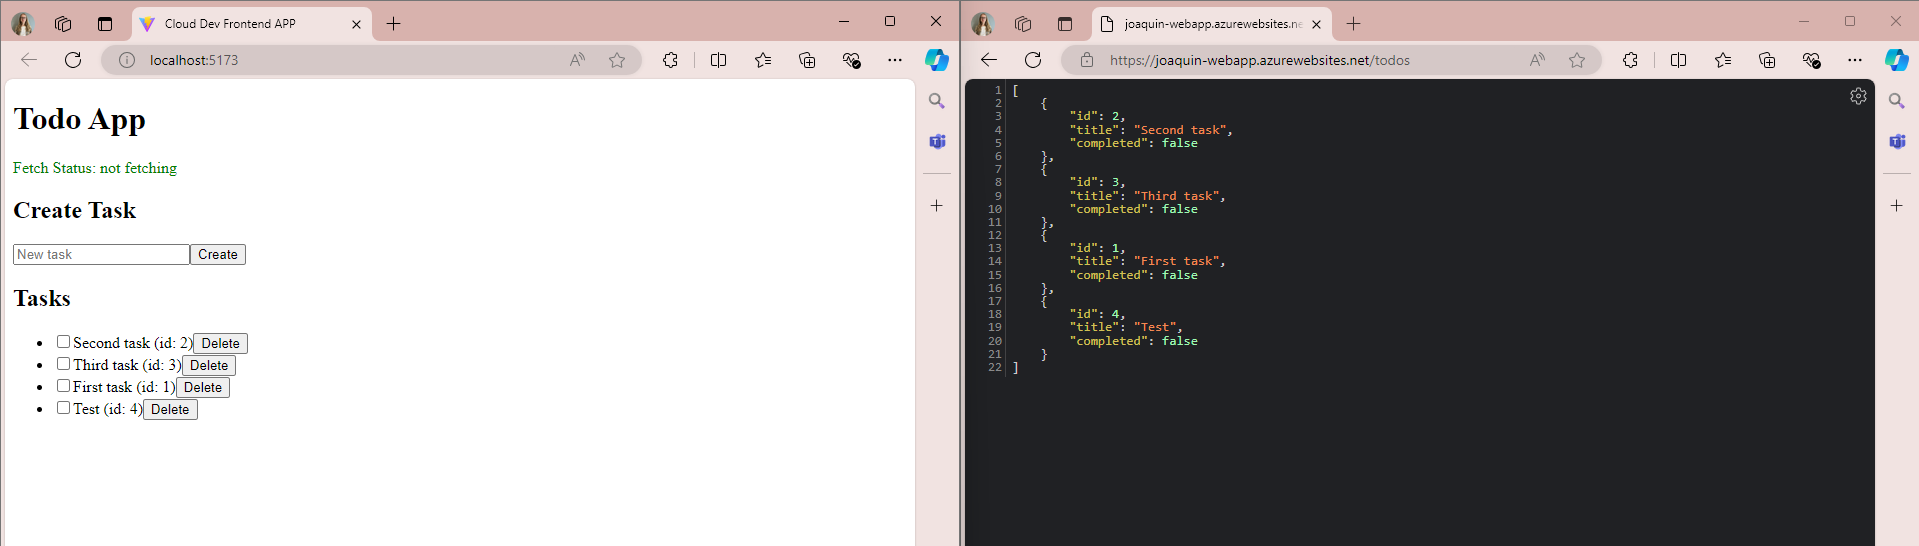 Cloud Dev Frontend APP
localhost:5173
Todo App
Fetch Status: not fetching
Create Task
New task
Create
Tasks
Second task (id: 2) Delete
Third task (id: 3) Delete
First task (id: 1) Delete
Test (id: 4) Delete
joaquin-webapp.azurewebsites.ne
https://joaquin-webapp.azurewebsites.net/todos
1 [
2 {
3 "id": 2,
4 "title": "Second task",
5 "completed": false
6 },
7 {
8 "id": 3,
9 "title": "Third task",
10 "completed": false
11 },
12 {
13 "id": 1,
14 "title": "First task",
15 "completed": false
16 },
17 {
18 "id": 4,
19 "title": "Test",
20 "completed": false
21 }
22 ]